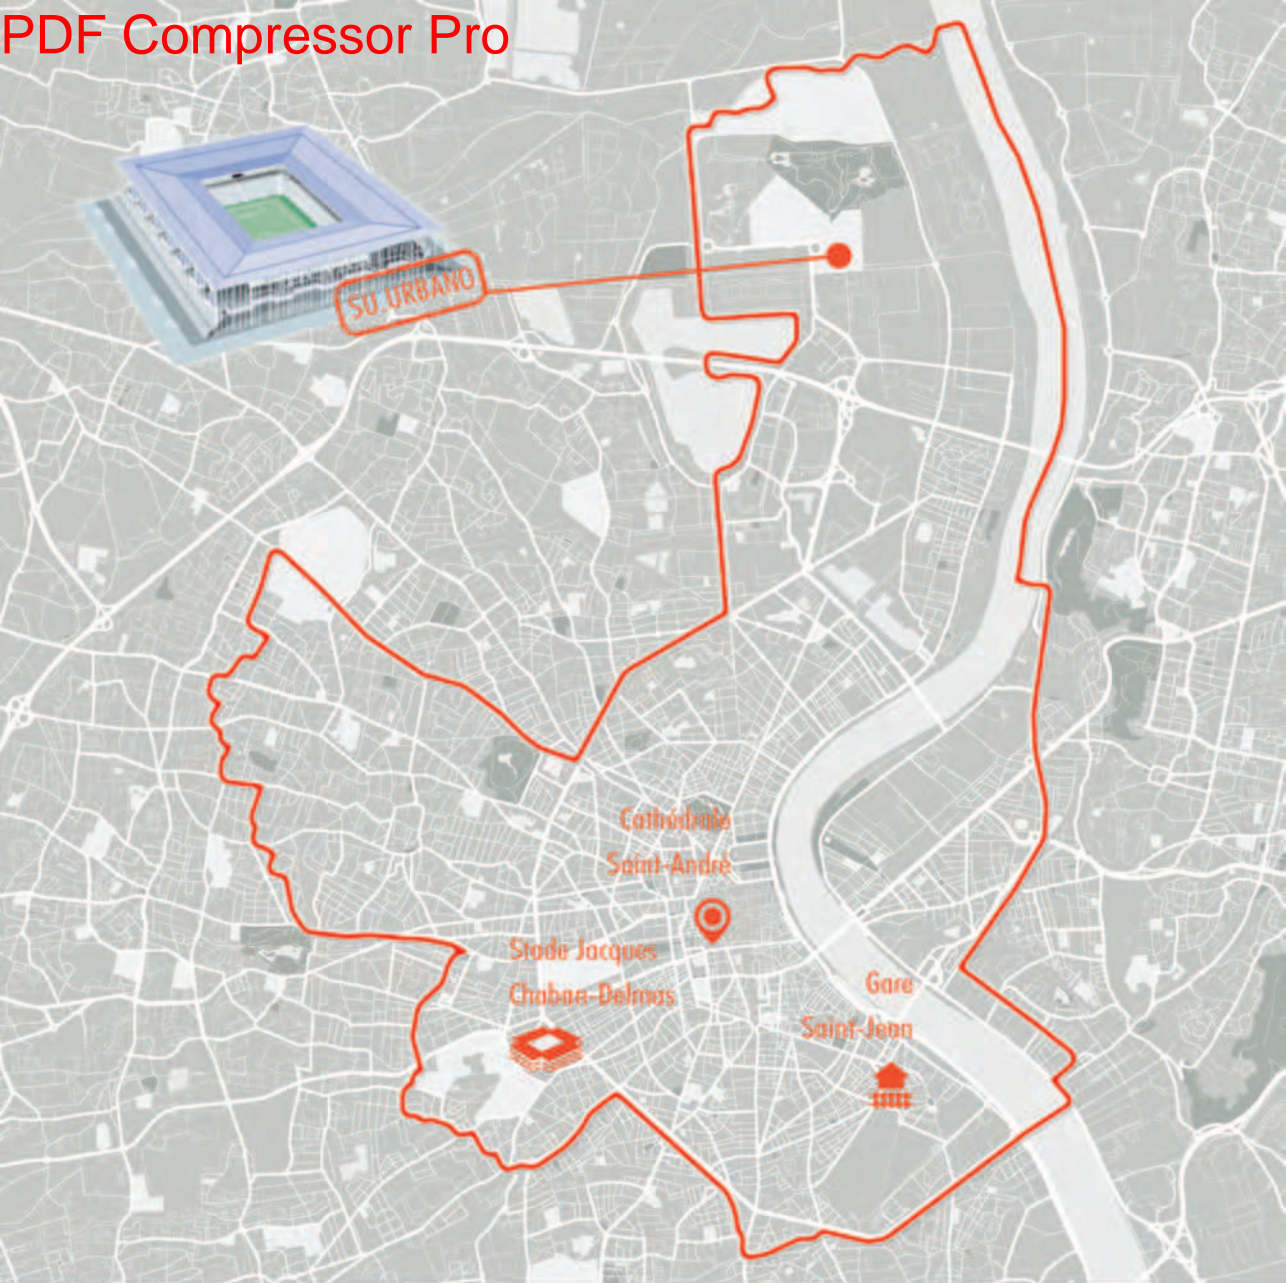 PDF Compressor Pro
SU.URBANO
Cathédrale
Saint-André
Stade Jacques
Chaban-Delmas
Gare
Saint-Jean